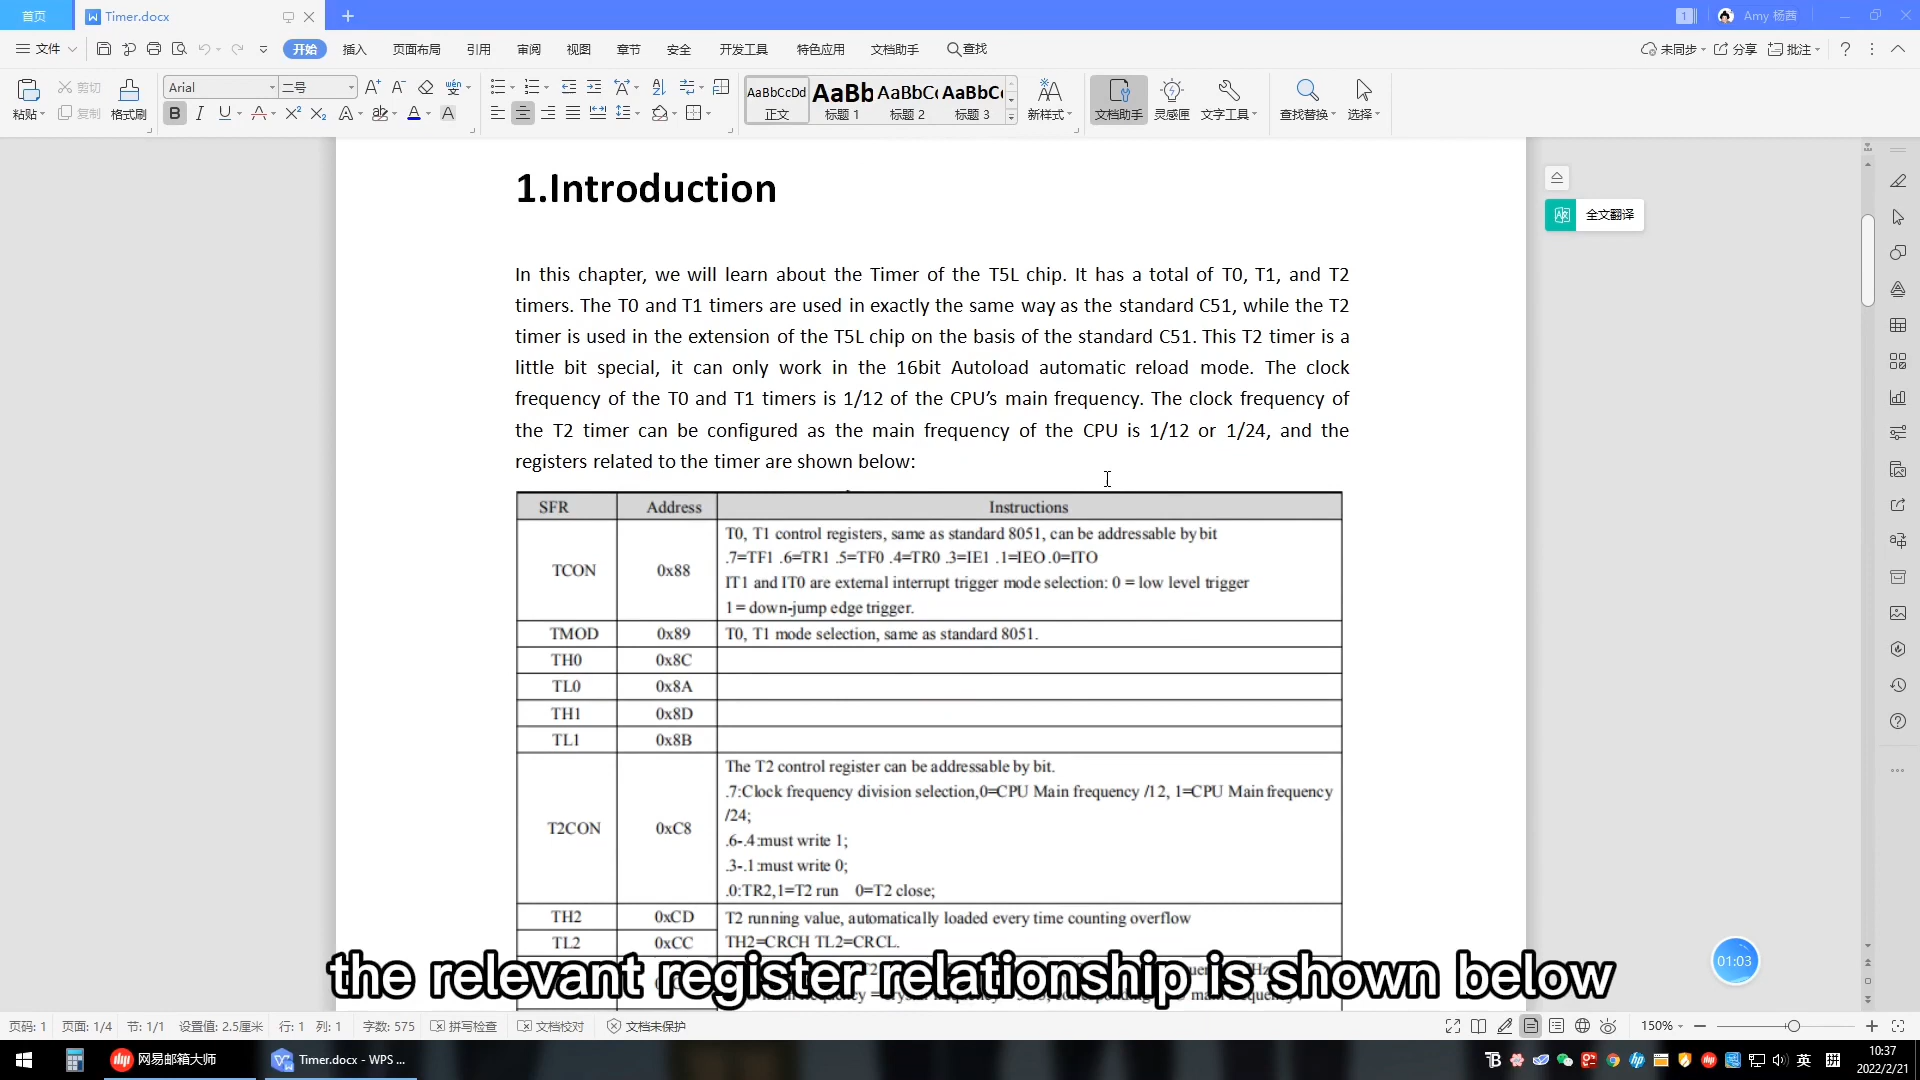 首页
Timer.docx
Amy 杨茜
文件
开始
插入
页面布局
引用
审阅
视图
章节
安全
开发工具
特色应用
文档助手
查找
未同步
分享
批注
粘贴
剪切
复制
格式刷
Arial
二号
AaBbCcDd
正文
AaBb
标题 1
AaBbC
标题 2
AaBbC
标题 3
新样式
文档助手
灵感匣
文字工具
查找替换
选择
全文翻译
1.Introduction
In this chapter, we will learn about the Timer of the T5L chip. It has a total of T0, T1, and T2
timers. The T0 and T1 timers are used in exactly the same way as the standard C51, while the T2
timer is used in the extension of the T5L chip on the basis of the standard C51. This T2 timer is a
little bit special, it can only work in the 16bit Autoload automatic reload mode. The clock
frequency of the T0 and T1 timers is 1/12 of the CPU’s main frequency. The clock frequency of
the T2 timer can be configured as the main frequency of the CPU is 1/12 or 1/24, and the
registers related to the timer are shown below:
SFR Address Instructions
TCON 0x88
T0, T1 control registers, same as standard 8051, can be addressable by bit
.7=TF1 .6=TR1 .5=TF0 .4=TR0 .3=IE1 .1=IEO .0=ITO
IT1 and IT0 are external interrupt trigger mode selection: 0 = low level trigger
1 = down-jump edge trigger.
TMOD 0x89 T0, T1 mode selection, same as standard 8051.
TH0 0x8C
TL0 0x8A
TH1 0x8D
TL1 0x8B
T2CON 0xC8
The T2 control register can be addressable by bit.
.7:Clock frequency division selection,0=CPU Main frequency /12, 1=CPU Main frequency
/24;
.6-.4:must write 1;
.3-.1:must write 0;
.0:TR2,1=T2 run 0=T2 close;
TH2 0xCD T2 running value, automatically loaded every time counting overflow
TL2 0xCC TH2=CRCH TL2=CRCL.
the relevant register relationship is shown below
01:03
页码: 1
页面: 1/4
节: 1/1
设置值: 2.5厘米
行: 1
列: 1
字数: 575
拼写检查
文档校对
文档未保护
150%
网易邮箱大师
Timer.docx - WPS ...
英
10:37
2022/2/21